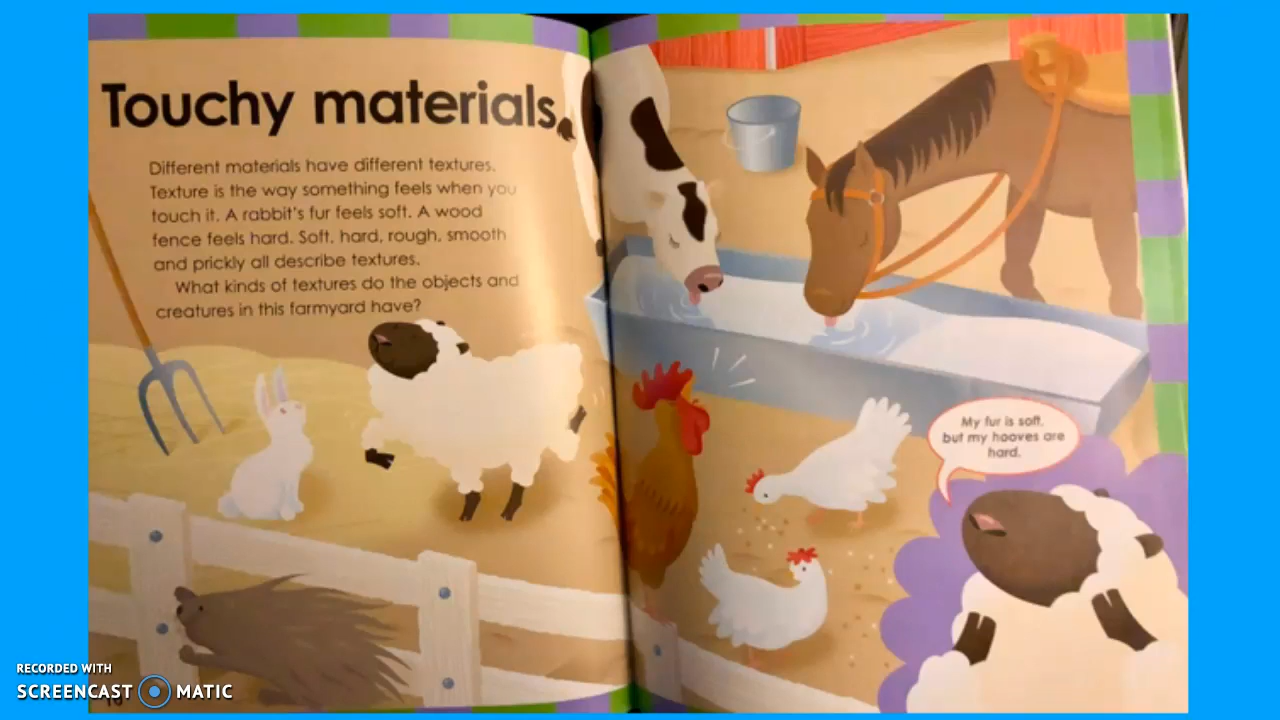 Touchy materials
Different materials have different textures.
Texture is the way something feels when you
touch it. A rabbit's fur feels soft. A wood
fence feels hard. Soft, hard, rough, smooth
and prickly all describe textures.
What kinds of textures do the objects and
creatures in this farmyard have?
My fur is soft,
but my hooves are
hard.
RECORDED WITH
SCREENCAST MATIC